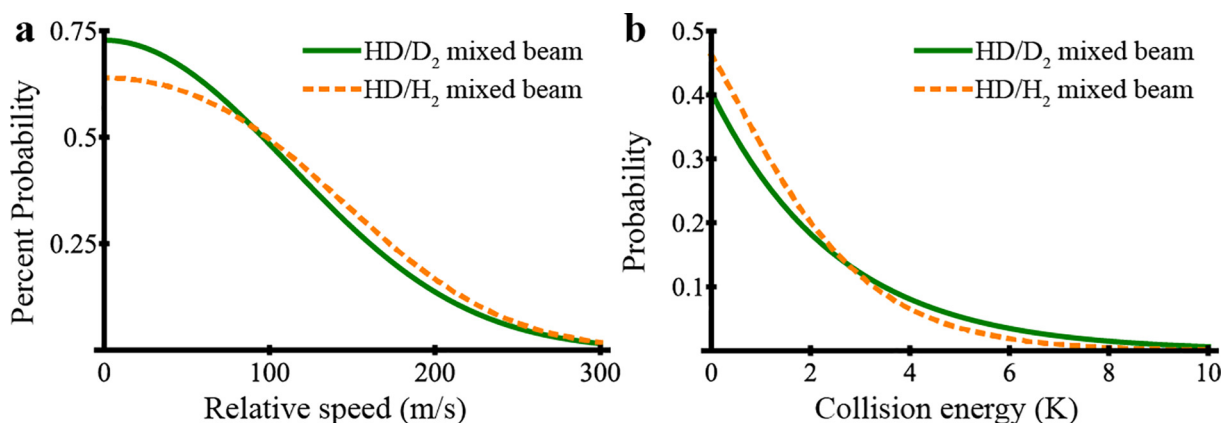 a
0.75
0.5
0.25
Percent Probability
HD/D₂ mixed beam
HD/H₂ mixed beam
0
100
200
300
Relative speed (m/s)
b
0.5
0.4
0.3
0.2
0.1
Probability
HD/D₂ mixed beam
HD/H₂ mixed beam
0
2
4
6
8
10
Collision energy (K)